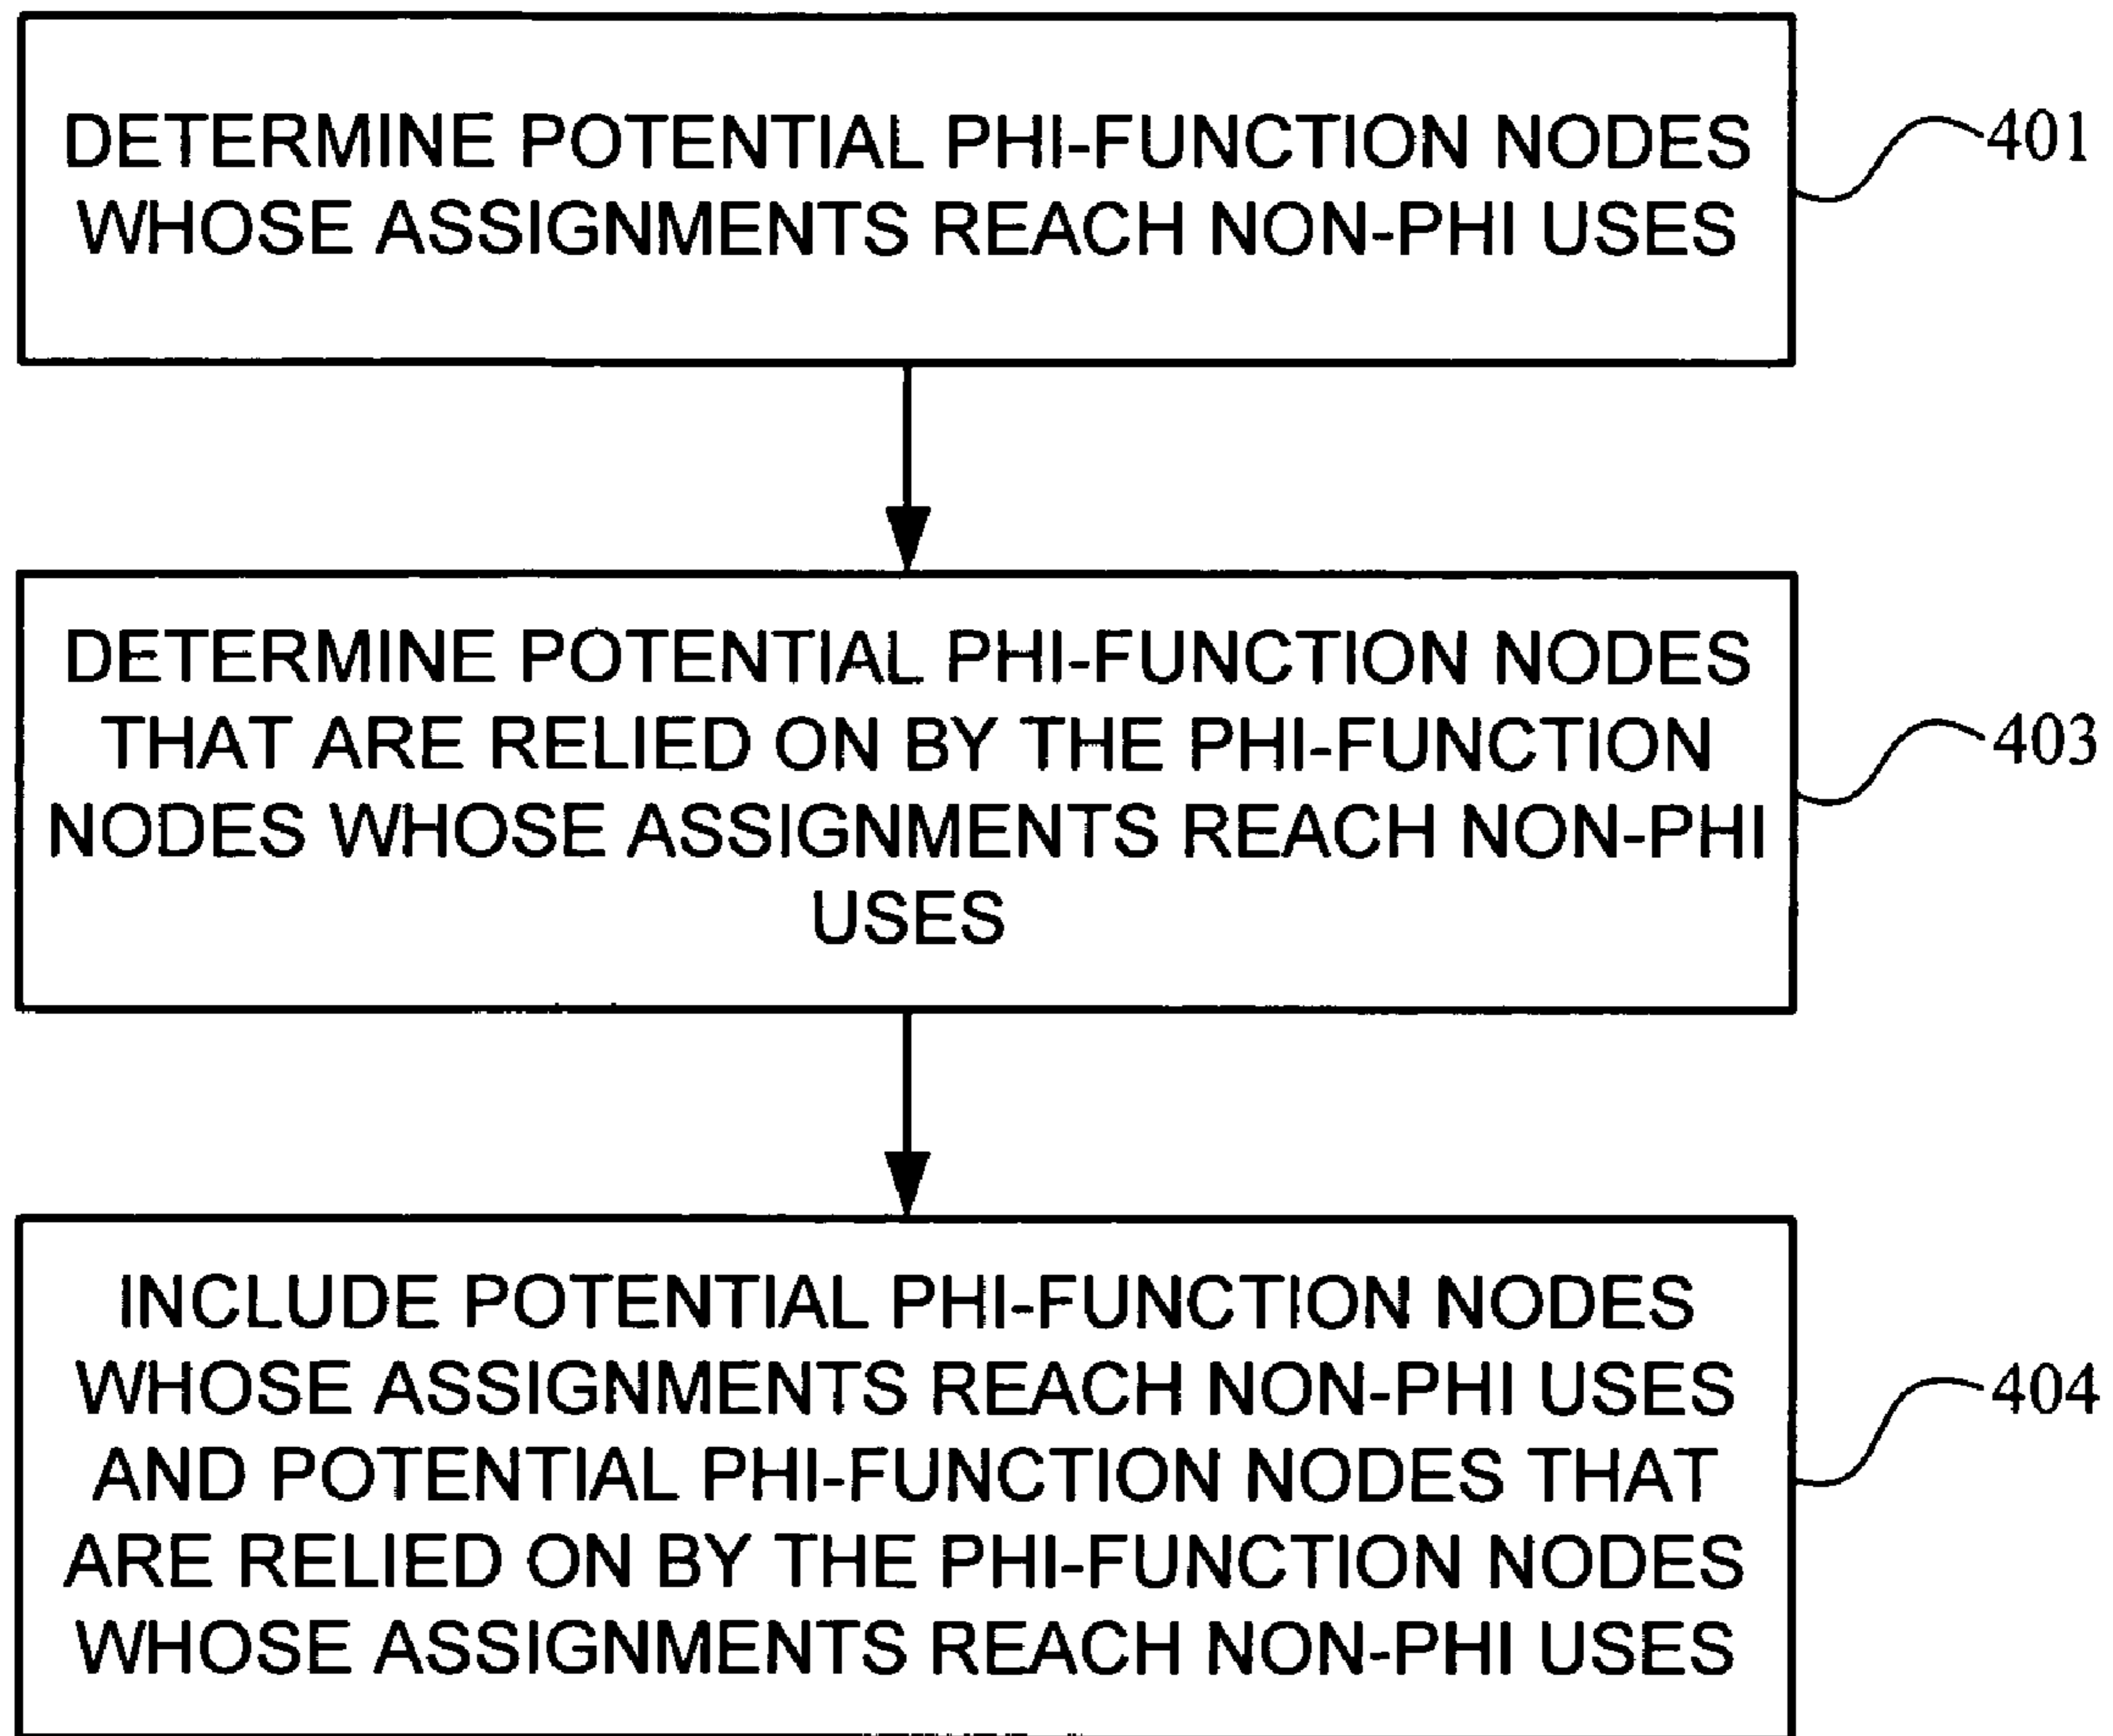 DETERMINE POTENTIAL PHI-FUNCTION NODES
WHOSE ASSIGNMENTS REACH NON-PHI USES
401
DETERMINE POTENTIAL PHI-FUNCTION NODES
THAT ARE RELIED ON BY THE PHI-FUNCTION
NODES WHOSE ASSIGNMENTS REACH NON-PHI
USES
403
INCLUDE POTENTIAL PHI-FUNCTION NODES
WHOSE ASSIGNMENTS REACH NON-PHI USES
AND POTENTIAL PHI-FUNCTION NODES THAT
ARE RELIED ON BY THE PHI-FUNCTION NODES
WHOSE ASSIGNMENTS REACH NON-PHI USES
404